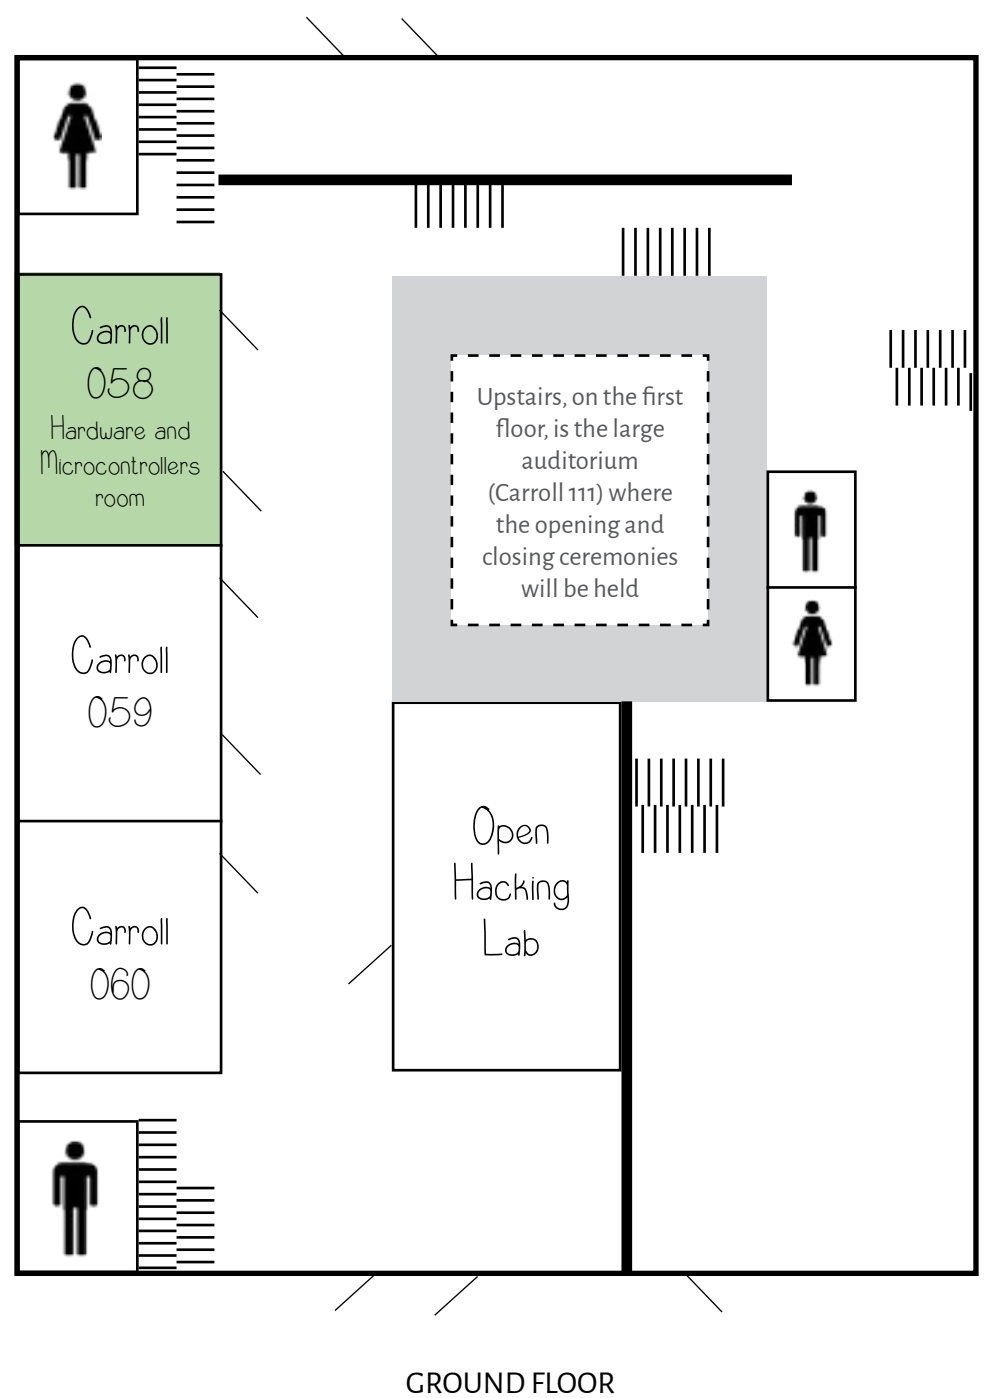 Carroll
058
Hardware and
Microcontrollers
room
Upstairs, on the first
floor, is the large
auditorium
(Carroll 111) where
the opening and
closing ceremonies
will be held
Carroll
059
Open
Hacking
Lab
Carroll
060
GROUND FLOOR